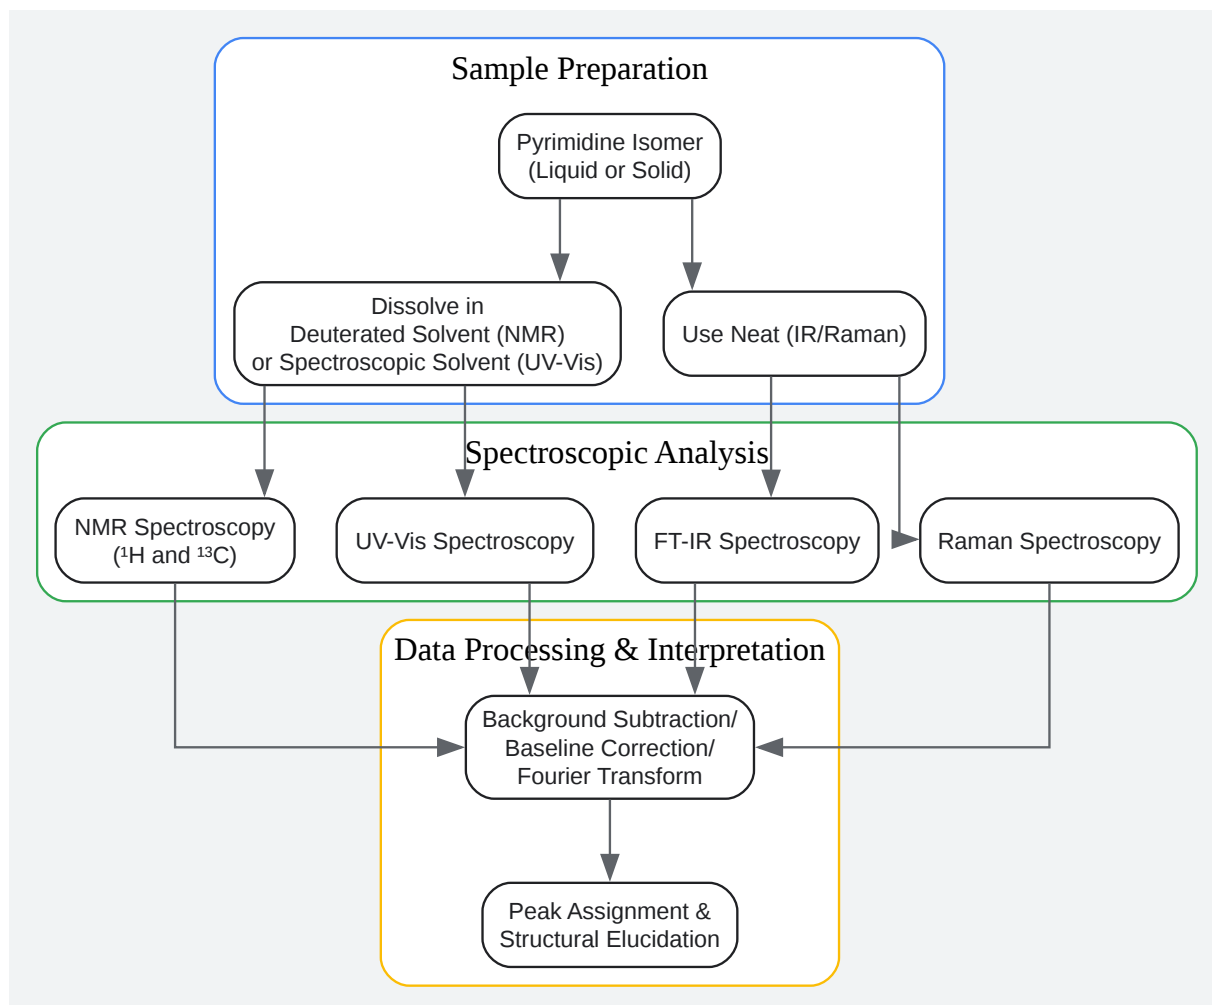 Sample Preparation
Pyrimidine Isomer
(Liquid or Solid)
Dissolve in
Deuterated Solvent (NMR)
or Spectroscopic Solvent (UV-Vis)
Use Neat (IR/Raman)
Spectroscopic Analysis
NMR Spectroscopy
(¹H and ¹³C)
UV-Vis Spectroscopy
FT-IR Spectroscopy
Raman Spectroscopy
Data Processing & Interpretation
Background Subtraction/
Baseline Correction/
Fourier Transform
Peak Assignment &
Structural Elucidation